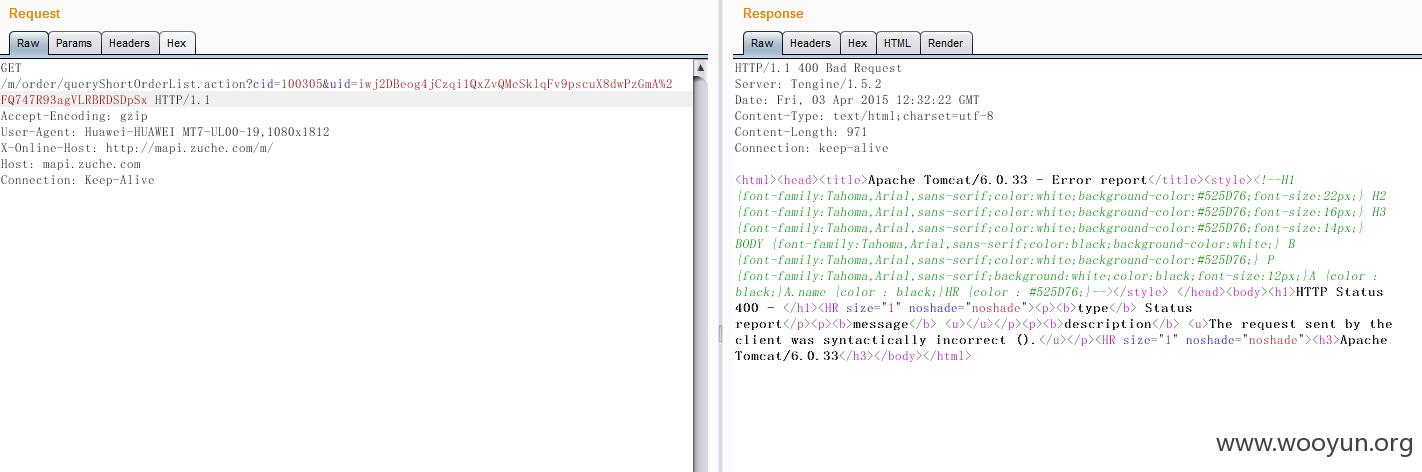 Request
Raw Params Headers Hex
GET
/m/order/queryShortOrderList.action?cid=100305&uid=iwj2DBeog4jCzqi1QxZvQMeSklqFv9pscuX8dwPzGmA%2
FQ747R93agVLRBRDSDpSx HTTP/1.1
Accept-Encoding: gzip
User-Agent: Huawei-HUAWEI MT7-UL00-19,1080x1812
X-Online-Host: http://mapi.zuche.com/m/
Host: mapi.zuche.com
Connection: Keep-Alive
Response
Raw Headers Hex HTML Render
HTTP/1.1 400 Bad Request
Server: Tengine/1.5.2
Date: Fri, 03 Apr 2015 12:32:22 GMT
Content-Type: text/html;charset=utf-8
Content-Length: 971
Connection: keep-alive
<html><head><title>Apache Tomcat/6.0.33 - Error report</title><style><!--H1
{font-family:Tahoma,Arial,sans-serif;color:white;background-color:#525D76;font-size:22px;} H2
{font-family:Tahoma,Arial,sans-serif;color:white;background-color:#525D76;font-size:16px;} H3
{font-family:Tahoma,Arial,sans-serif;color:white;background-color:#525D76;font-size:14px;}
BODY {font-family:Tahoma,Arial,sans-serif;color:black;background-color:white;} B
{font-family:Tahoma,Arial,sans-serif;color:white;background-color:#525D76;} P
{font-family:Tahoma,Arial,sans-serif;background:white;color:black;font-size:12px;}A {color :
black;}A.name {color : black;}HR {color : #525D76;}--></style> </head><body><h1>HTTP Status
400 - </h1><HR size="1" noshade="noshade"><p><b>type</b> Status
report</p><p><b>message</b> <u></u></p><p><b>description</b> <u>The request sent by the
client was syntactically incorrect ().</u></p><HR size="1" noshade="noshade"><h3>Apache
Tomcat/6.0.33</h3></body></html>
www.wooyun.org